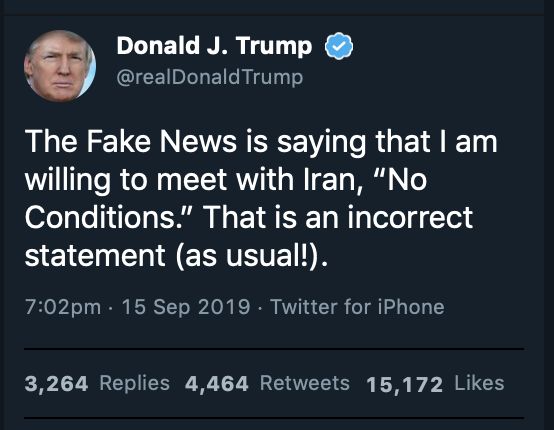 Donald J. Trump
@realDonaldTrump
The Fake News is saying that I am
willing to meet with Iran, “No
Conditions.” That is an incorrect
statement (as usual!).
7:02pm · 15 Sep 2019 · Twitter for iPhone
3,264 Replies 4,464 Retweets 15,172 Likes